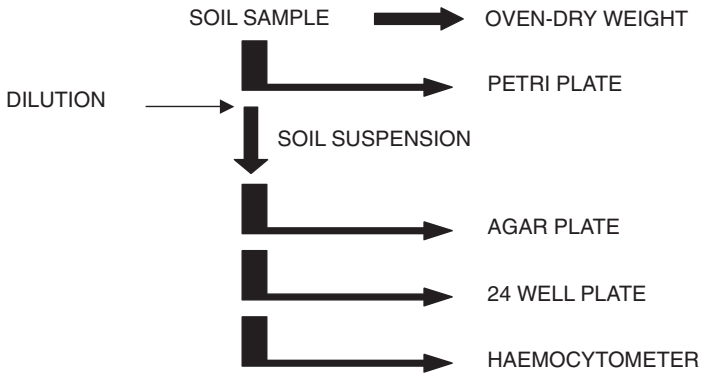 SOIL SAMPLE OVEN-DRY WEIGHT
PETRI PLATE
DILUTION
SOIL SUSPENSION
AGAR PLATE
24 WELL PLATE
HAEMOCYTOMETER